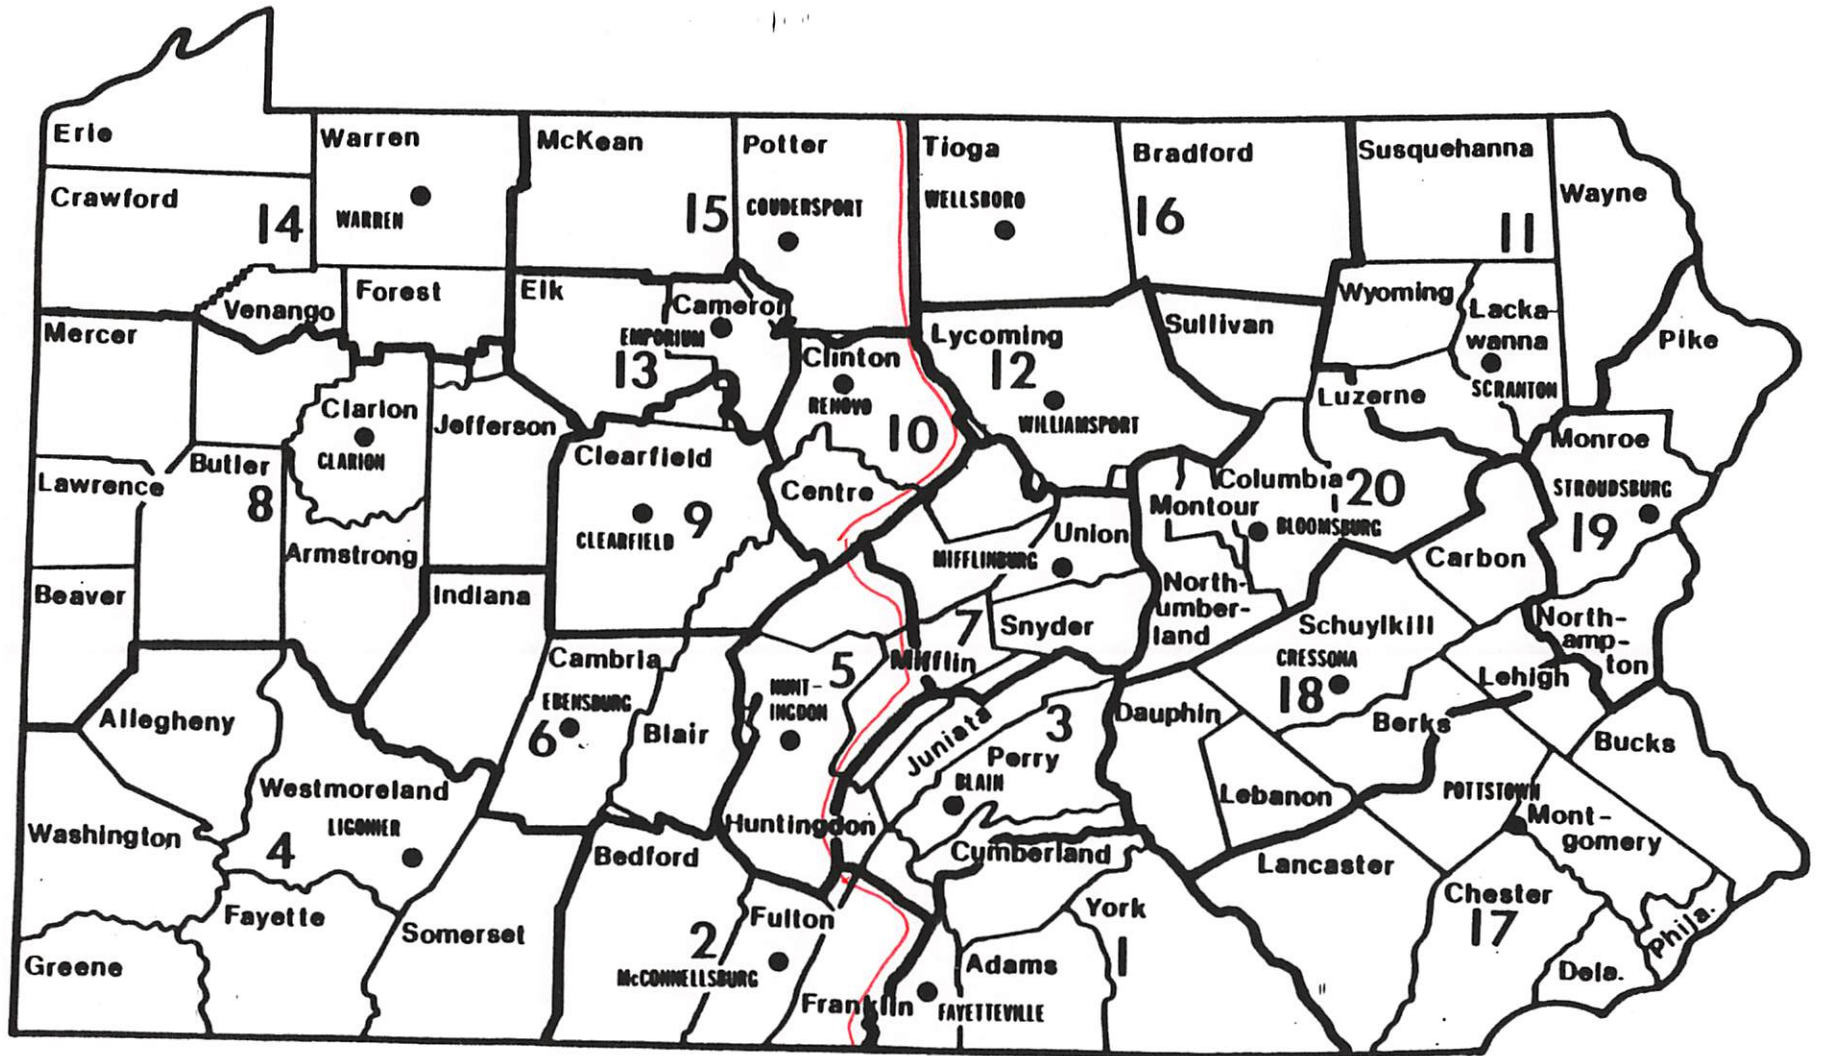 Erie
Warren
McKean
Potter
Tioga
Bradford
Susquehanna
Wayne
Crawford
14
WARREN
15
COUDERSPORT
WELLSBORO
16
11
Venango
Forest
Elk
Cameron
EMPORIUM
13
Clinton
RENOVO
10
Lycoming
12
WILLIAMSPORT
Sullivan
Wyoming
Lacka-
wanna
SCRANTON
Pike
Mercer
Clarion
CLARION
Jefferson
Luzerne
Monroe
STROUDSBURG
19
Lawrence
Butler
8
Clearfield
CLEARFIELD
9
Centre
Columbia
20
Montour
BLOOMSBURG
Union
MIFFLINBURG
Armstrong
Carbon
Beaver
Indiana
North-
umber-
land
7
Snyder
Schuylkill
CRESSONA
18
North-
amp-
ton
Lehigh
Cambria
EBENSBURG
6
Blair
5
HUNT-
INGDON
Mifflin
Juniata
3
Perry
BLAIN
Dauphin
Berks
Bucks
Allegheny
Westmoreland
LIGONIER
4
Washington
Huntingdon
Lebanon
POTTSTOWN
Mont-
gomery
Bedford
Cumberland
Lancaster
Chester
17
Phila.
Dela.
Fayette
Somerset
2
Fulton
McCONNELLSBURG
Franklin
FAYETTEVILLE
Adams
York
1
Greene